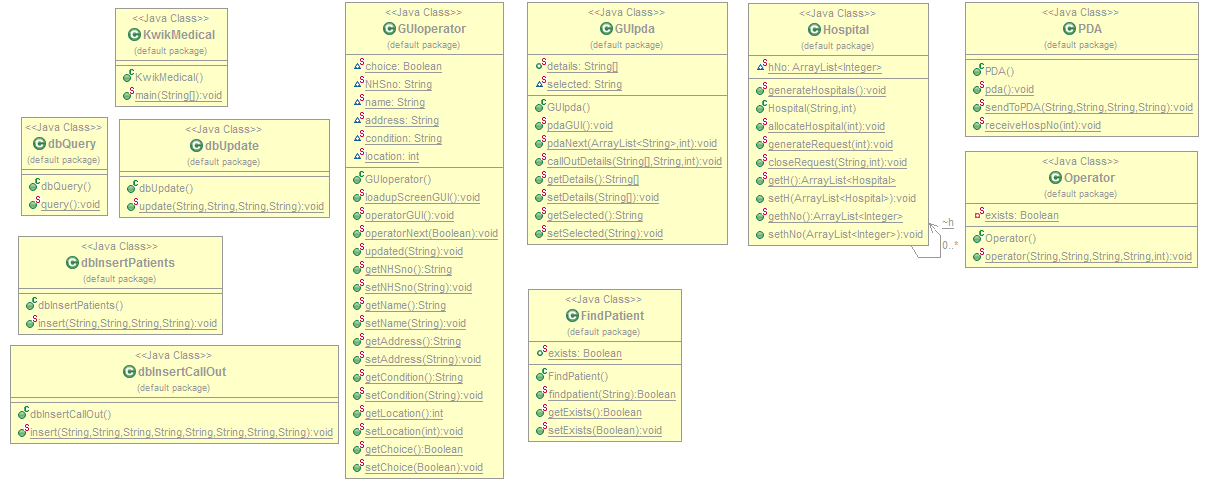 <<Java Class>>
KwikMedical
(default package)
KwikMedical()
main(String[]):void
<<Java Class>>
dbQuery
(default package)
dbQuery()
query():void
<<Java Class>>
dbUpdate
(default package)
dbUpdate()
update(String,String,String,String):void
<<Java Class>>
dbInsertPatients
(default package)
dbInsertPatients()
insert(String,String,String,String):void
<<Java Class>>
dbInsertCallOut
(default package)
dbInsertCallOut()
insert(String,String,String,String,String,String,String,String):void
<<Java Class>>
GUIoperator
(default package)
choice: Boolean
NHSno: String
name: String
address: String
condition: String
location: int
GUIoperator()
loadupScreenGUI():void
operatorGUI():void
operatorNext(Boolean):void
updated(String):void
getNHSno():String
setNHSno(String):void
getName():String
setName(String):void
getAddress():String
setAddress(String):void
getCondition():String
setCondition(String):void
getLocation():int
setLocation(int):void
getChoice():Boolean
setChoice(Boolean):void
<<Java Class>>
GUIpda
(default package)
details: String[]
selected: String
GUIpda()
pdaGUI():void
pdaNext(ArrayList<String>,int):void
callOutDetails(String[],String,int):void
getDetails():String[]
setDetails(String[]):void
getSelected():String
setSelected(String):void
<<Java Class>>
FindPatient
(default package)
exists: Boolean
FindPatient()
findpatient(String):Boolean
getExists():Boolean
setExists(Boolean):void
<<Java Class>>
Hospital
(default package)
hNo: ArrayList<Integer>
generateHospitals():void
Hospital(String,int)
allocateHospital(int):void
generateRequest(int):void
closeRequest(String,int):void
getH():ArrayList<Hospital>
setH(ArrayList<Hospital>):void
gethNo():ArrayList<Integer>
sethNo(ArrayList<Integer>):void
~h
0..*
<<Java Class>>
PDA
(default package)
PDA()
pda():void
sendToPDA(String,String,String,String):void
receiveHospNo(int):void
<<Java Class>>
Operator
(default package)
exists: Boolean
Operator()
operator(String,String,String,String,int):void